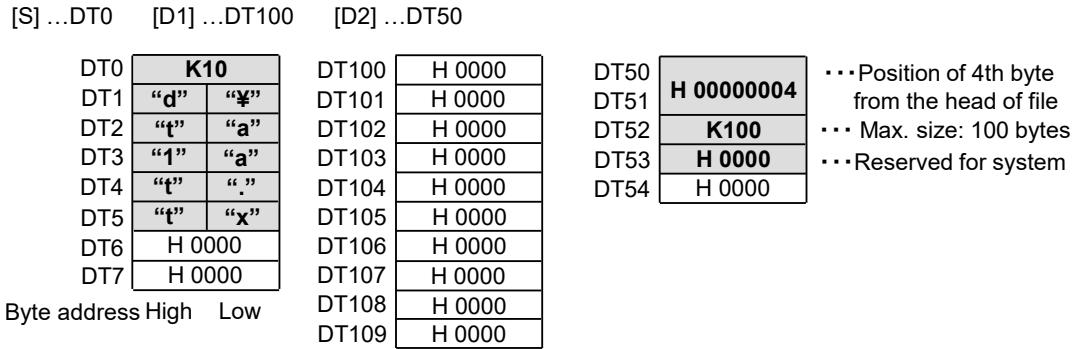 [S] …DT0 [D1] …DT100 [D2] …DT50
DT0 K10 DT100 H 0000 DT50 H 00000004 ･･･Position of 4th byte
DT1 “d” “¥” DT101 H 0000 DT51 from the head of file
DT2 “t” “a” DT102 H 0000 DT52 K100 ･･･ Max. size: 100 bytes
DT3 “1” “a” DT103 H 0000 DT53 H 0000 ･･･Reserved for system
DT4 “t” “.” DT104 H 0000 DT54 H 0000
DT5 “t” “x” DT105 H 0000
DT6 H 0000 DT106 H 0000
DT7 H 0000 DT107 H 0000
Byte address High Low DT108 H 0000
DT109 H 0000